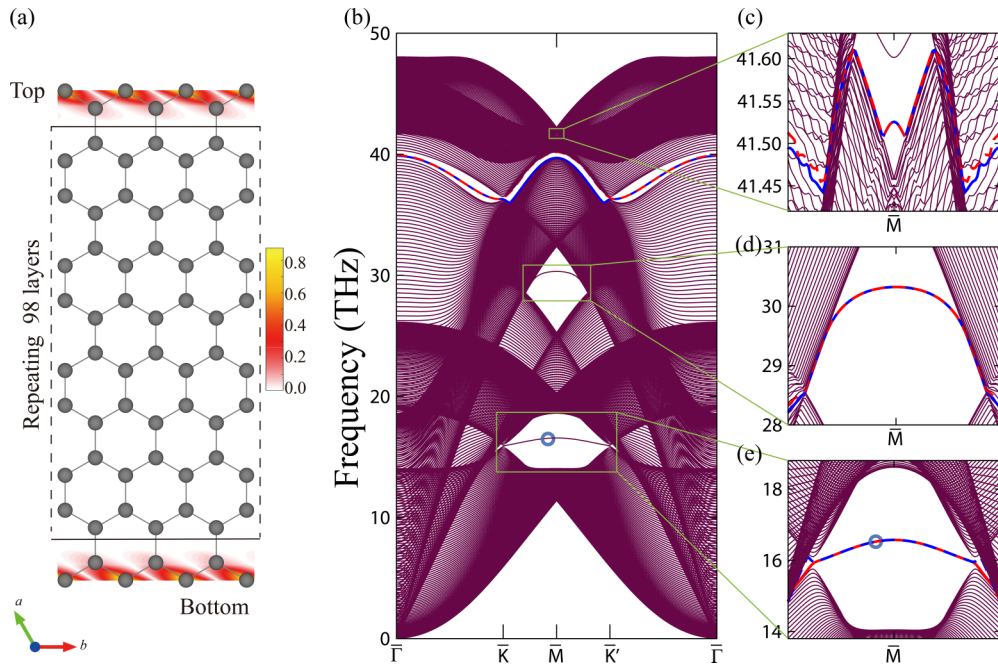 (a)
Top
Repeating 98 layers
0.8
0.6
0.4
0.2
0.0
Bottom
a
b
(b)
Frequency (THz)
50
40
30
20
10
0
Γ̅
K̅
M̅
K̅′
Γ̅
(c)
41.60
41.55
41.50
41.45
M̅
(d)
31
30
29
28
M̅
(e)
18
16
14
M̅